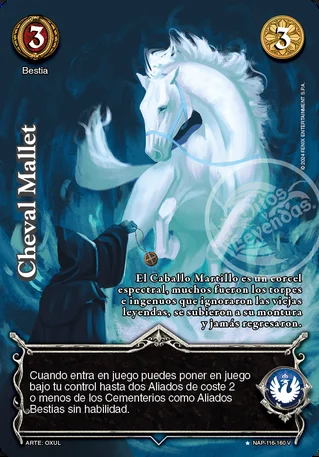 3
3
Bestia
© 2024 FENIX ENTERTAINMENT S.P.A.
Cheval Mallet
Mitos y
Leyendas.
El Caballo Martillo es un corcel
espectral, muchos fueron los torpes
e ingenuos que ignoraron las viejas
leyendas, se subieron a su montura
y jamás regresaron.
Cuando entra en juego puedes poner en juego
bajo tu control hasta dos Aliados de coste 2
o menos de los Cementerios como Aliados
Bestias sin habilidad.
ARTE: OXUL
NAP-116-160 V